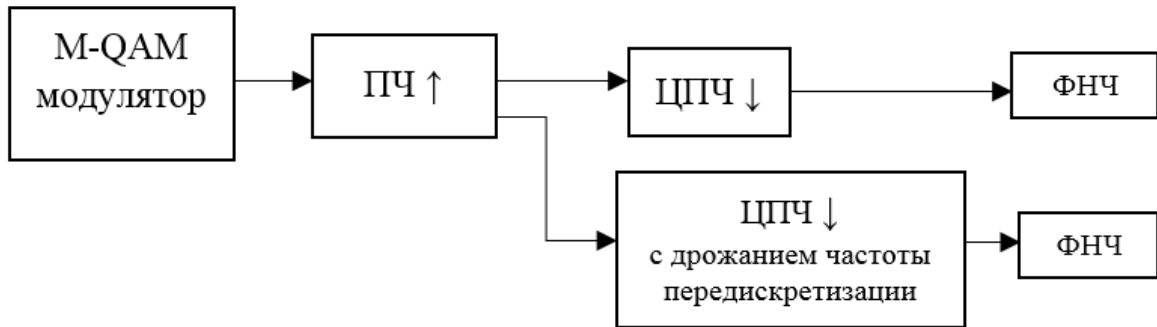 M-QAM
модулятор
ПЧ ↑
ЦПЧ ↓
ФНЧ
ЦПЧ ↓
с дрожанием частоты
передискретизации
ФНЧ